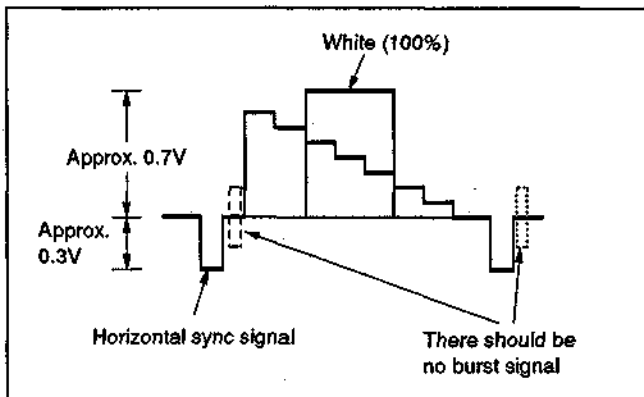 White (100%)
Approx. 0.7V
Approx.
0.3V
Horizontal sync signal
There should be
no burst signal